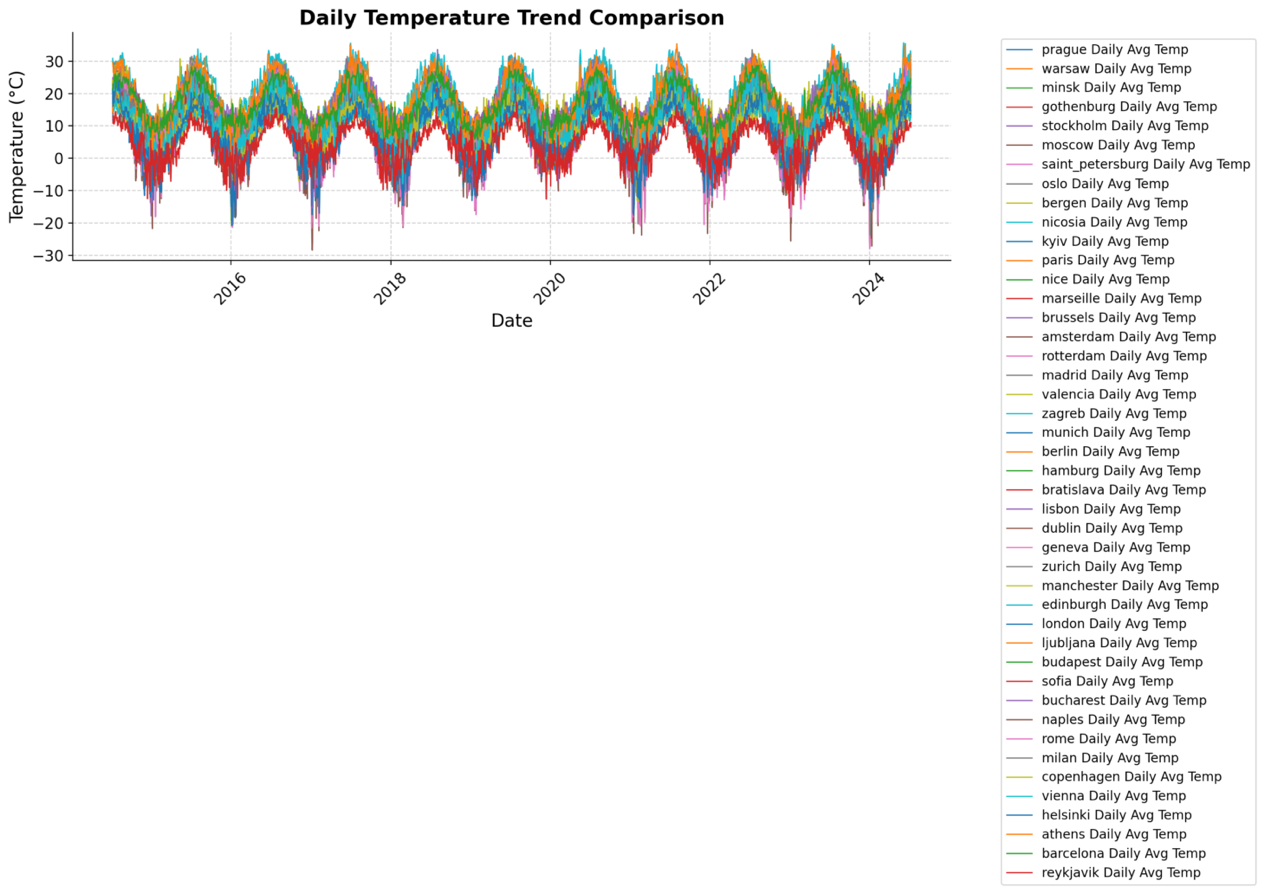 Daily Temperature Trend Comparison
Temperature (°C)
30
20
10
0
−10
−20
−30
2016
2018
2020
2022
2024
Date
prague Daily Avg Temp
warsaw Daily Avg Temp
minsk Daily Avg Temp
gothenburg Daily Avg Temp
stockholm Daily Avg Temp
moscow Daily Avg Temp
saint_petersburg Daily Avg Temp
oslo Daily Avg Temp
bergen Daily Avg Temp
nicosia Daily Avg Temp
kyiv Daily Avg Temp
paris Daily Avg Temp
nice Daily Avg Temp
marseille Daily Avg Temp
brussels Daily Avg Temp
amsterdam Daily Avg Temp
rotterdam Daily Avg Temp
madrid Daily Avg Temp
valencia Daily Avg Temp
zagreb Daily Avg Temp
munich Daily Avg Temp
berlin Daily Avg Temp
hamburg Daily Avg Temp
bratislava Daily Avg Temp
lisbon Daily Avg Temp
dublin Daily Avg Temp
geneva Daily Avg Temp
zurich Daily Avg Temp
manchester Daily Avg Temp
edinburgh Daily Avg Temp
london Daily Avg Temp
ljubljana Daily Avg Temp
budapest Daily Avg Temp
sofia Daily Avg Temp
bucharest Daily Avg Temp
naples Daily Avg Temp
rome Daily Avg Temp
milan Daily Avg Temp
copenhagen Daily Avg Temp
vienna Daily Avg Temp
helsinki Daily Avg Temp
athens Daily Avg Temp
barcelona Daily Avg Temp
reykjavik Daily Avg Temp